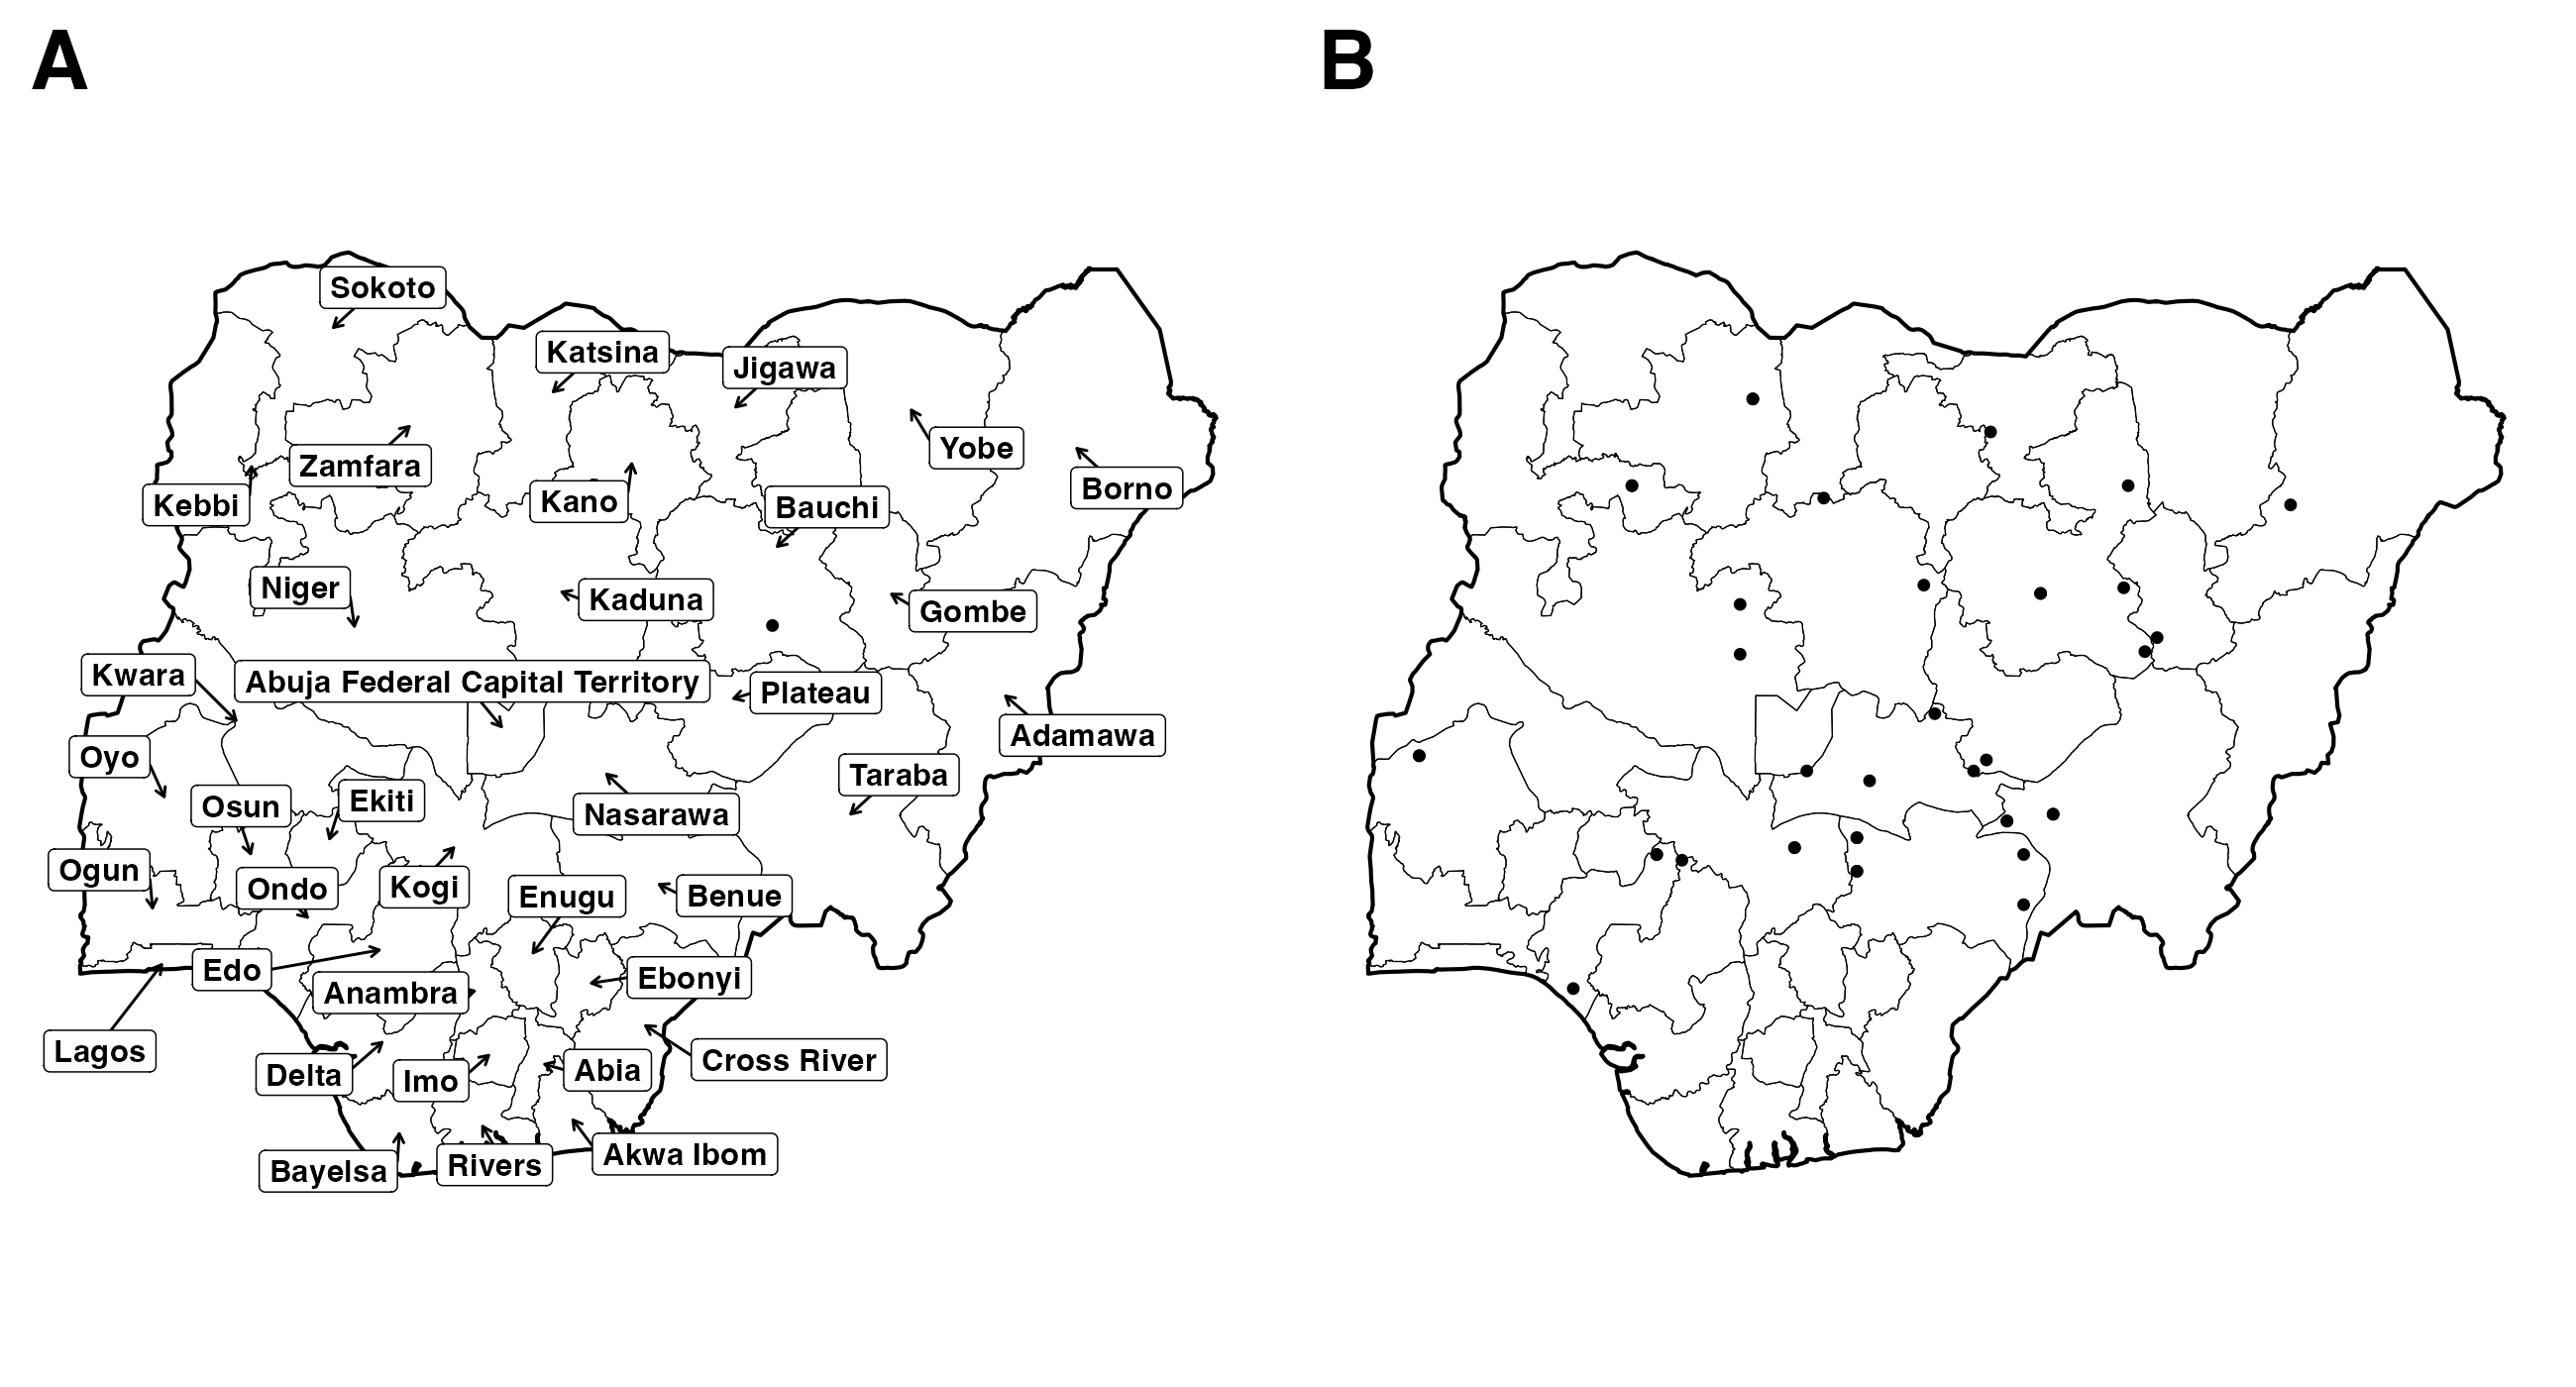 A
B
Sokoto
Katsina
Jigawa
Yobe
Zamfara
Borno
Kebbi
Kano
Bauchi
Niger
Kaduna
Gombe
Kwara
Abuja Federal Capital Territory
Plateau
Adamawa
Oyo
Taraba
Osun
Ekiti
Nasarawa
Ogun
Ondo
Kogi
Enugu
Benue
Edo
Anambra
Ebonyi
Lagos
Delta
Imo
Abia
Cross River
Bayelsa
Rivers
Akwa Ibom